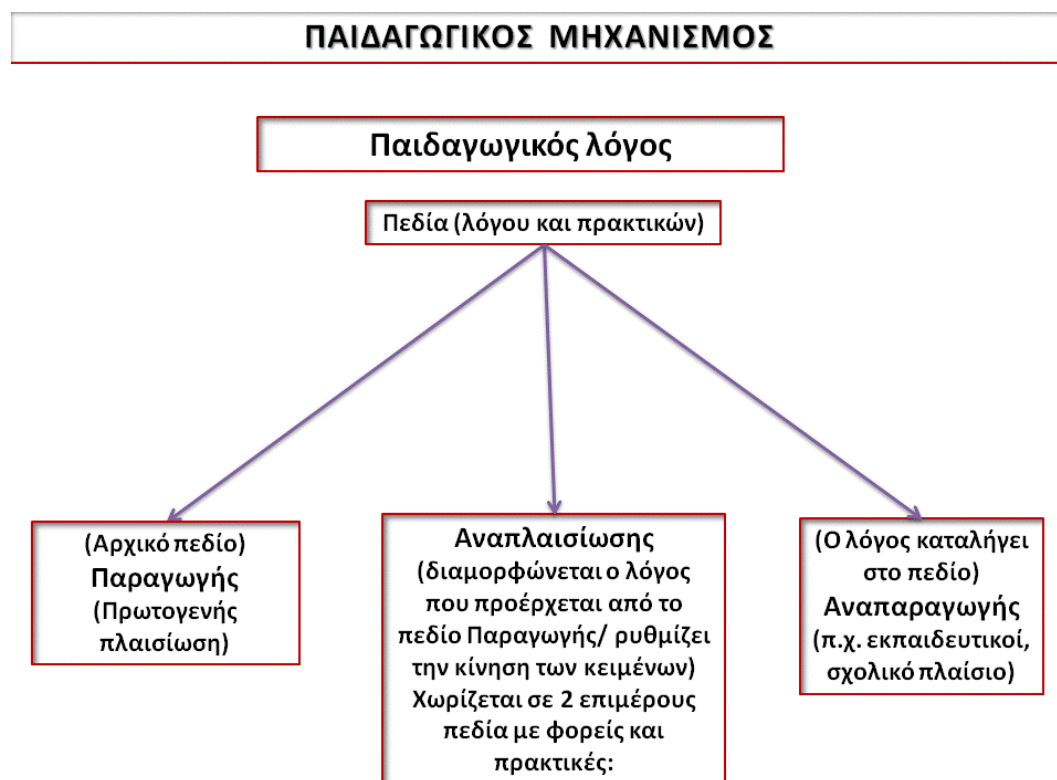 ΠΑΙΔΑΓΩΓΙΚΟΣ ΜΗΧΑΝΙΣΜΟΣ
Παιδαγωγικός λόγος
Πεδία (λόγου και πρακτικών)
(Αρχικό πεδίο)
Παραγωγής
(Πρωτογενής
πλαισίωση)
Αναπλαισίωσης
(διαμορφώνεται ο λόγος
που προέρχεται από το
πεδίο Παραγωγής/ ρυθμίζει
την κίνηση των κειμένων)
Χωρίζεται σε 2 επιμέρους
πεδία με φορείς και
πρακτικές:
(Ο λόγος καταλήγει
στο πεδίο)
Αναπαραγωγής
(π.χ. εκπαιδευτικοί,
σχολικό πλαίσιο)